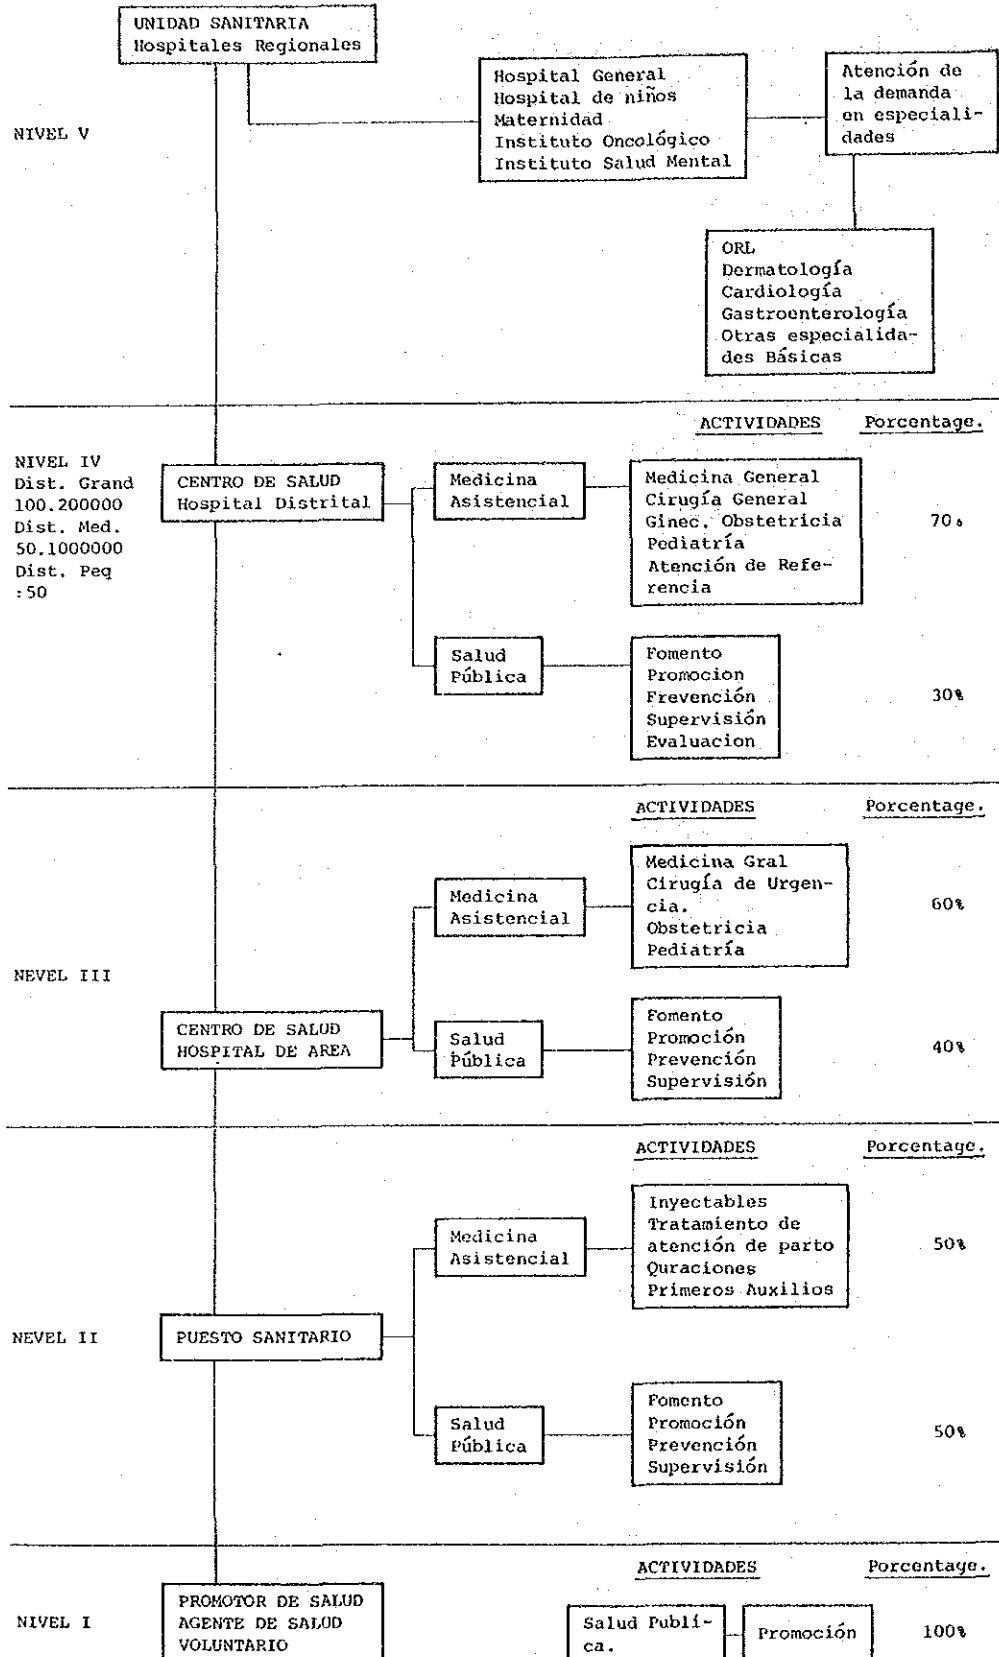 UNIDAD SANITARIA
Hospitales Regionales
NIVEL V
Hospital General
Hospital de niños
Maternidad
Instituto Oncológico
Instituto Salud Mental
Atención de
la demanda
en especiali-
dades
ORL
Dermatología
Cardiología
Gastroenterología
Otras especialida-
des Básicas
ACTIVIDADES
Porcentage.
NIVEL IV
Dist. Grand
100.200000
Dist. Med.
50.1000000
Dist. Peq
:50
CENTRO DE SALUD
Hospital Distrital
Medicina
Asistencial
Medicina General
Cirugía General
Ginec. Obstetricia
Pediatría
Atención de Refe-
rencia
70%
Salud
Pública
Fomento
Promocion
Frevención
Supervisión
Evaluacion
30%
ACTIVIDADES
Porcentage.
NEVEL III
CENTRO DE SALUD
HOSPITAL DE AREA
Medicina
Asistencial
Medicina Gral
Cirugía de Urgen-
cia.
Obstetricia
Pediatría
60%
Salud
Pública
Fomento
Promoción
Prevención
Supervisión
40%
ACTIVIDADES
Porcentage.
NEVEL II
PUESTO SANITARIO
Medicina
Asistencial
Inyectables
Tratamiento de
atención de parto
Quraciones
Primeros Auxilios
50%
Salud
Pública
Fomento
Promoción
Prevención
Supervisión
50%
ACTIVIDADES
Porcentage.
NIVEL I
PROMOTOR DE SALUD
AGENTE DE SALUD
VOLUNTARIO
Salud Publi-
ca.
Promoción
100%